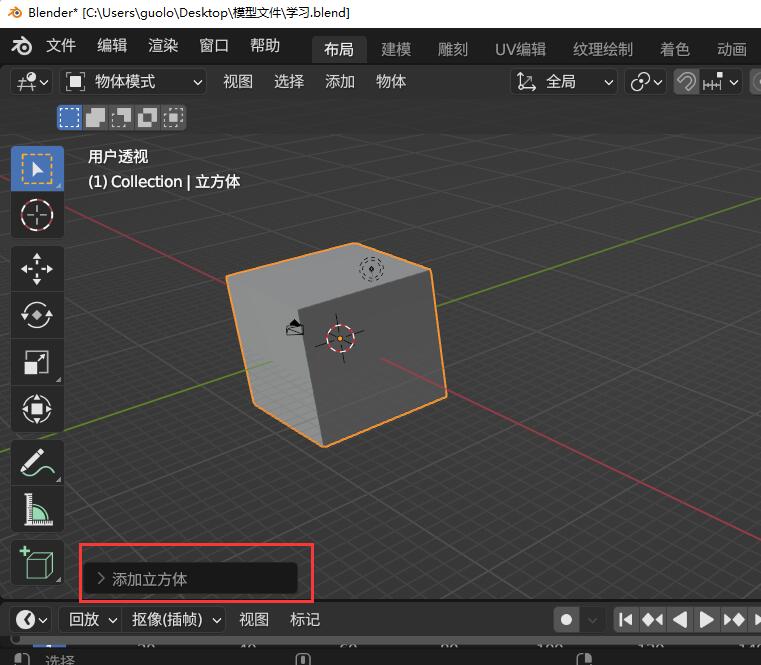 Blender* [C:\Users\guolo\Desktop\模型文件\学习.blend]
文件 编辑 渲染 窗口 帮助 布局 建模 雕刻 UV编辑 纹理绘制 着色 动画
物体模式 视图 选择 添加 物体 全局
用户透视
(1) Collection | 立方体
添加立方体
回放 抠像(插帧) 视图 标记
选择